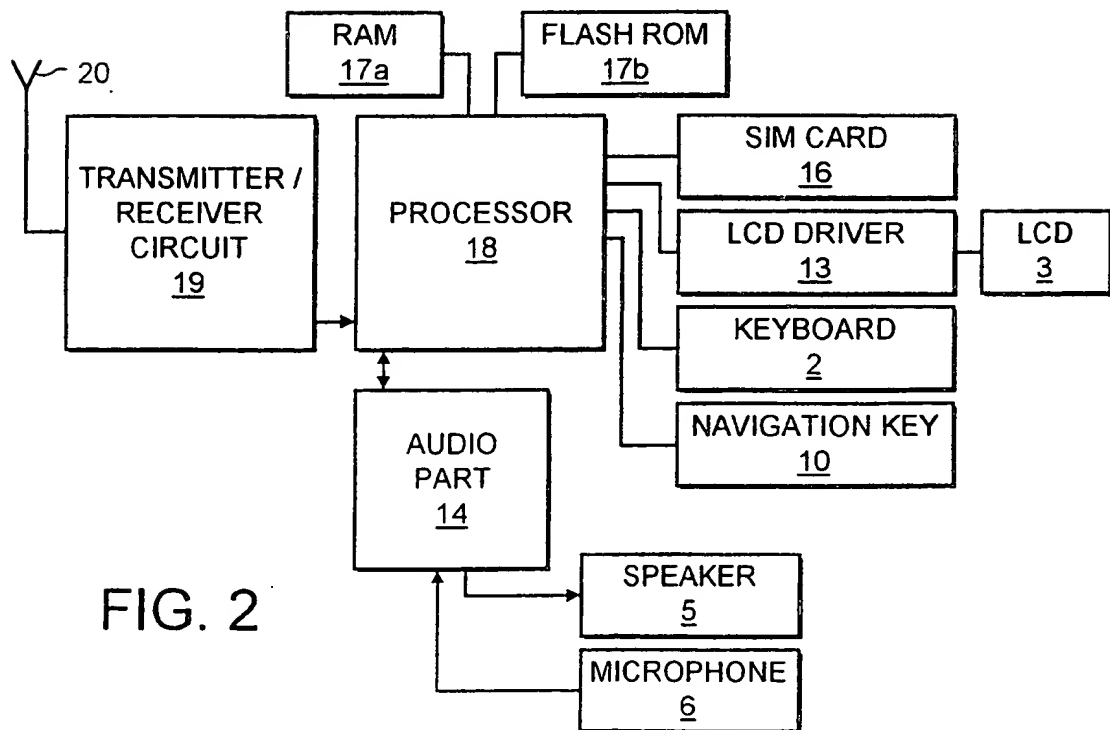 RAM
17a
FLASH ROM
17b
20
TRANSMITTER /
RECEIVER
CIRCUIT
19
PROCESSOR
18
SIM CARD
16
LCD DRIVER
13
LCD
3
KEYBOARD
2
NAVIGATION KEY
10
AUDIO
PART
14
SPEAKER
5
MICROPHONE
6
FIG. 2